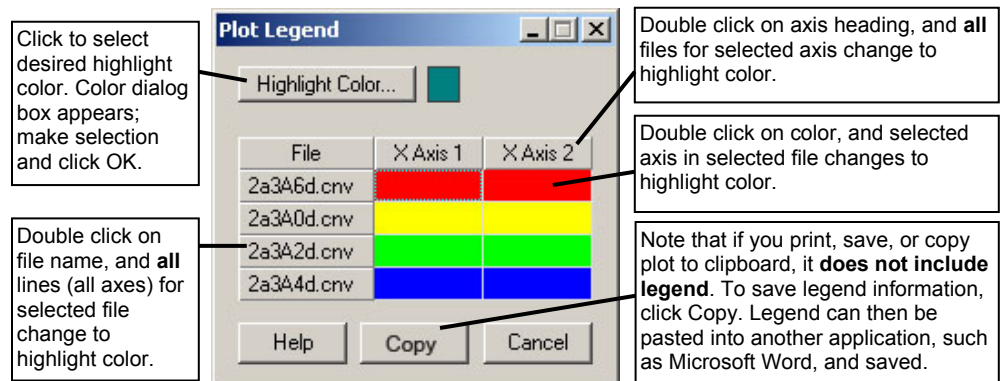 Click to select
desired highlight
color. Color dialog
box appears;
make selection
and click OK.
Double click on
file name, and all
lines (all axes) for
selected file
change to
highlight color.
Plot Legend
Highlight Color...
File X Axis 1 X Axis 2
2a3A6d.cnv
2a3A0d.cnv
2a3A2d.cnv
2a3A4d.cnv
Help Copy Cancel
Double click on axis heading, and all
files for selected axis change to
highlight color.
Double click on color, and selected
axis in selected file changes to
highlight color.
Note that if you print, save, or copy
plot to clipboard, it does not include
legend. To save legend information,
click Copy. Legend can then be
pasted into another application, such
as Microsoft Word, and saved.